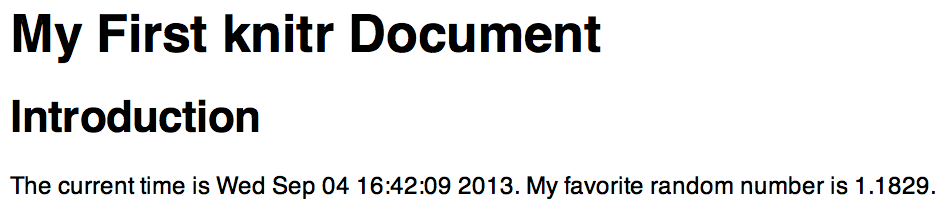 My First knitr Document
Introduction
The current time is Wed Sep 04 16:42:09 2013. My favorite random number is 1.1829.